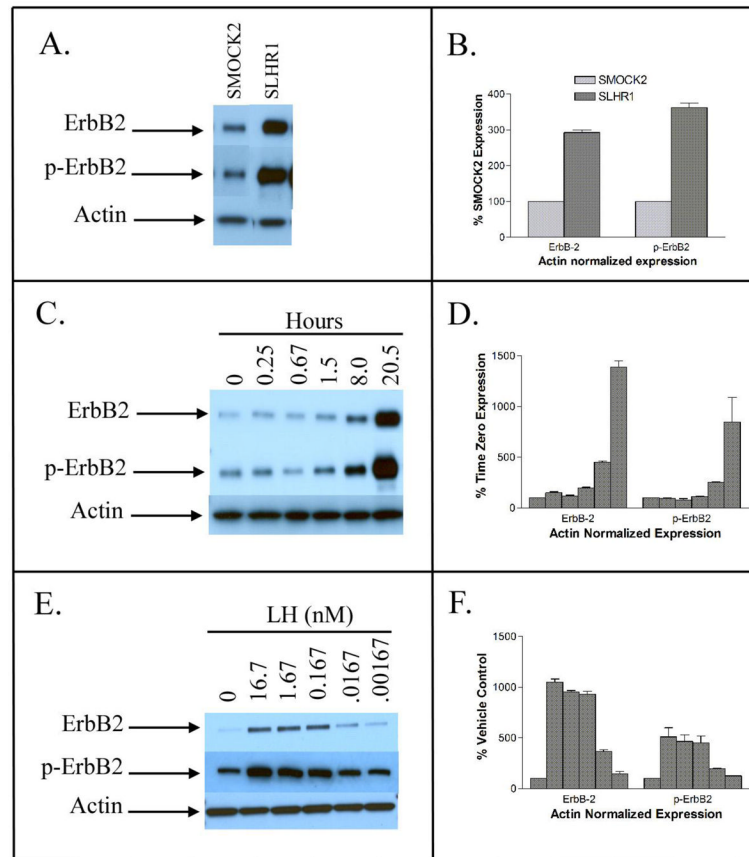 A.
SMOCK2
SLHR1
ErbB2
p-ErbB2
Actin
B.
SMOCK2
SLHR1
% SMOCK2 Expression
400
300
200
100
0
ErbB-2
p-ErbB2
Actin normalized expression
C.
Hours
0
0.25
0.67
1.5
8.0
20.5
ErbB2
p-ErbB2
Actin
D.
% Time Zero Expression
1500
1000
500
0
ErbB-2
p-ErbB2
Actin Normalized Expression
E.
LH (nM)
0
16.7
1.67
0.167
.0167
.00167
ErbB2
p-ErbB2
Actin
F.
% Vehicle Control
1500
1000
500
0
ErbB-2
p-ErbB2
Actin Normalized Expression